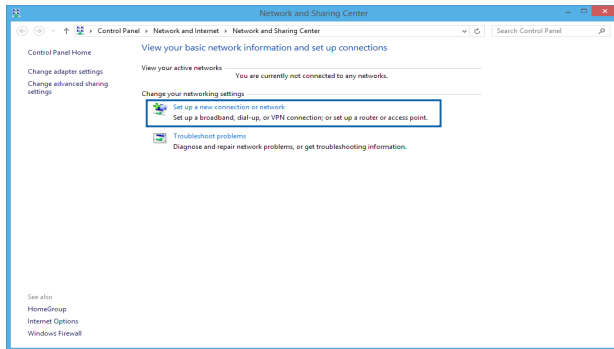 Network and Sharing Center
Control Panel ▸ Network and Internet ▸ Network and Sharing Center
Search Control Panel
Control Panel Home
Change adapter settings
Change advanced sharing
settings
View your basic network information and set up connections
View your active networks
You are currently not connected to any networks.
Change your networking settings
Set up a new connection or network
Set up a broadband, dial-up, or VPN connection; or set up a router or access point.
Troubleshoot problems
Diagnose and repair network problems, or get troubleshooting information.
See also
HomeGroup
Internet Options
Windows Firewall